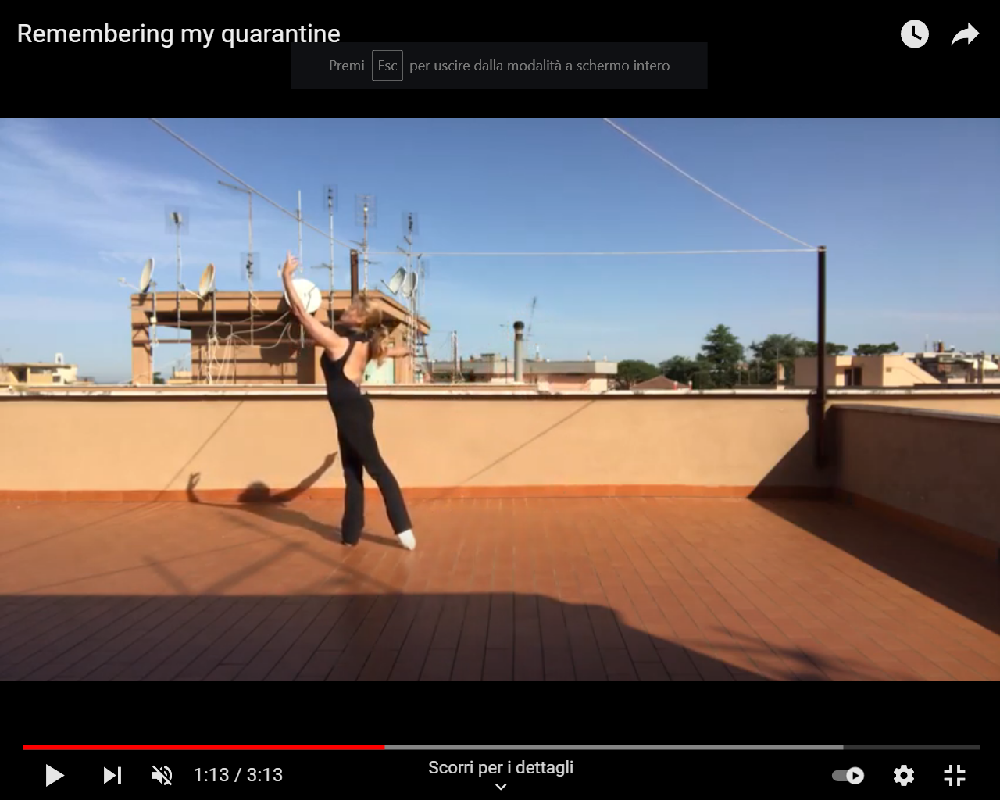 Remembering my quarantine
Premi Esc per uscire dalla modalità a schermo intero
1:13 / 3:13
Scorri per i dettagli